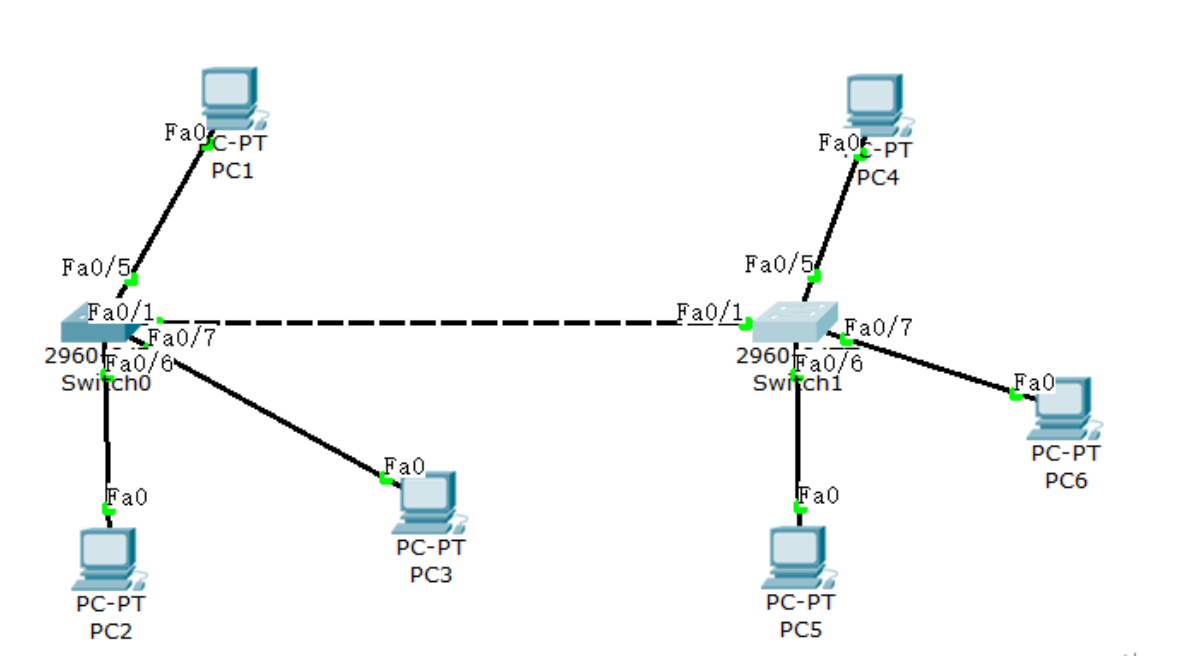 Fa0
C-PT
PC1
Fa0
C-PT
PC4
Fa0/5
Fa0/5
Fa0/1
Fa0/1
Fa0/7
Fa0/7
2960
Fa0/6
Switch0
2960
Fa0/6
Switch1
Fa0
PC-PT
PC6
Fa0
PC-PT
PC3
Fa0
PC-PT
PC2
Fa0
PC-PT
PC5